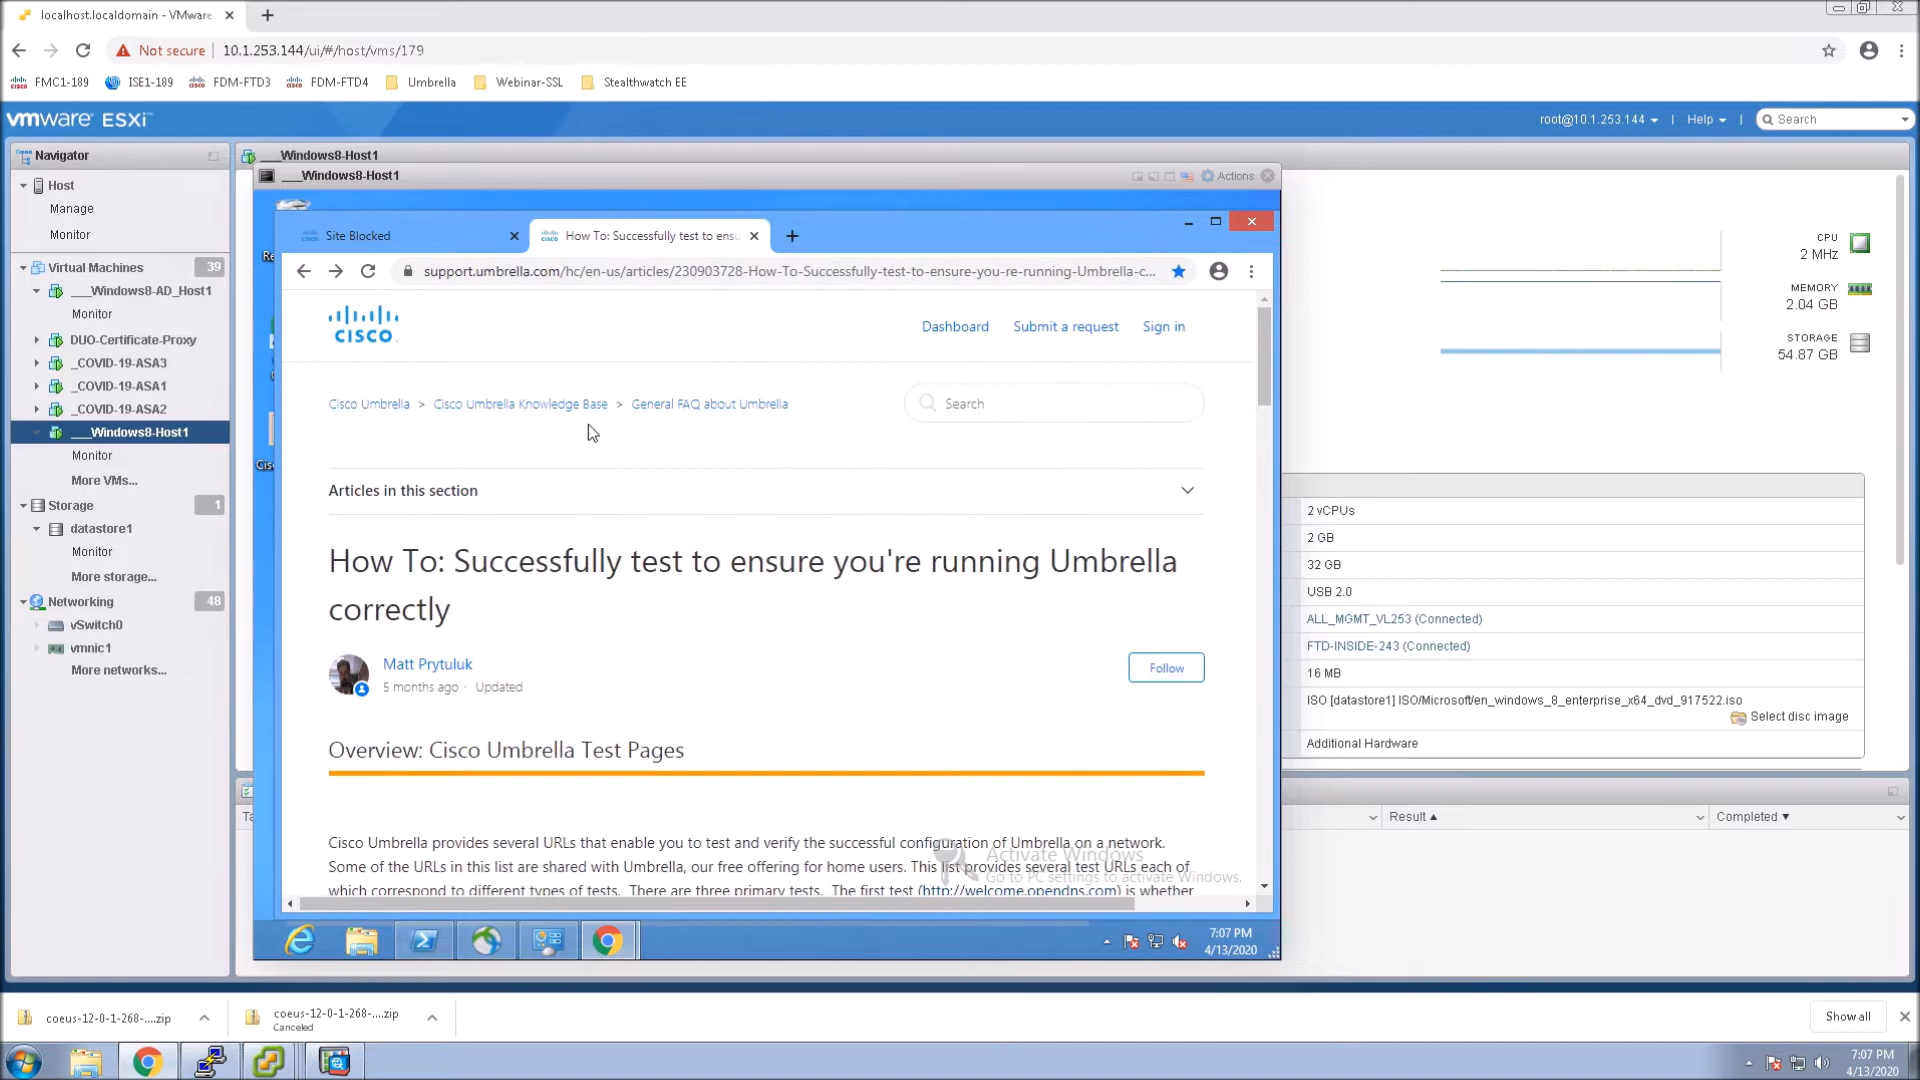 localhost.localdomain - VMware
Not secure | 10.1.253.144/ui/#/host/vms/179
FMC1-189 ISE1-189 FDM-FTD3 FDM-FTD4 Umbrella Webinar-SSL Stealthwatch EE
vmware ESXi
root@10.1.253.144 | Help | Search
Navigator
Host
Manage
Monitor
Virtual Machines 39
___Windows8-AD_Host1
Monitor
DUO-Certificate-Proxy
_COVID-19-ASA3
_COVID-19-ASA1
_COVID-19-ASA2
___Windows8-Host1
Monitor
More VMs...
Storage 1
datastore1
Monitor
More storage...
Networking 48
vSwitch0
vmnic1
More networks...
___Windows8-Host1
___Windows8-Host1
Actions
Site Blocked
How To: Successfully test to ensu
support.umbrella.com/hc/en-us/articles/230903728-How-To-Successfully-test-to-ensure-you-re-running-Umbrella-c...
CISCO
Dashboard Submit a request Sign in
Cisco Umbrella > Cisco Umbrella Knowledge Base > General FAQ about Umbrella
Search
Articles in this section
How To: Successfully test to ensure you're running Umbrella
correctly
Matt Prytuluk
5 months ago · Updated
Follow
Overview: Cisco Umbrella Test Pages
Cisco Umbrella provides several URLs that enable you to test and verify the successful configuration of Umbrella on a network.
Some of the URLs in this list are shared with Umbrella, our free offering for home users. This list provides several test URLs each of
which correspond to different types of tests. There are three primary tests. The first test (http://welcome.opendns.com) is whether
Activate Windows
Go to PC settings to activate Windows.
7:07 PM
4/13/2020
CPU
2 MHz
MEMORY
2.04 GB
STORAGE
54.87 GB
2 vCPUs
2 GB
32 GB
USB 2.0
ALL_MGMT_VL253 (Connected)
FTD-INSIDE-243 (Connected)
16 MB
ISO [datastore1] ISO/Microsoft/en_windows_8_enterprise_x64_dvd_917522.iso
Select disc image
Additional Hardware
Result Completed
coeus-12-0-1-268-....zip
coeus-12-0-1-268-....zip
Canceled
Show all
7:07 PM
4/13/2020